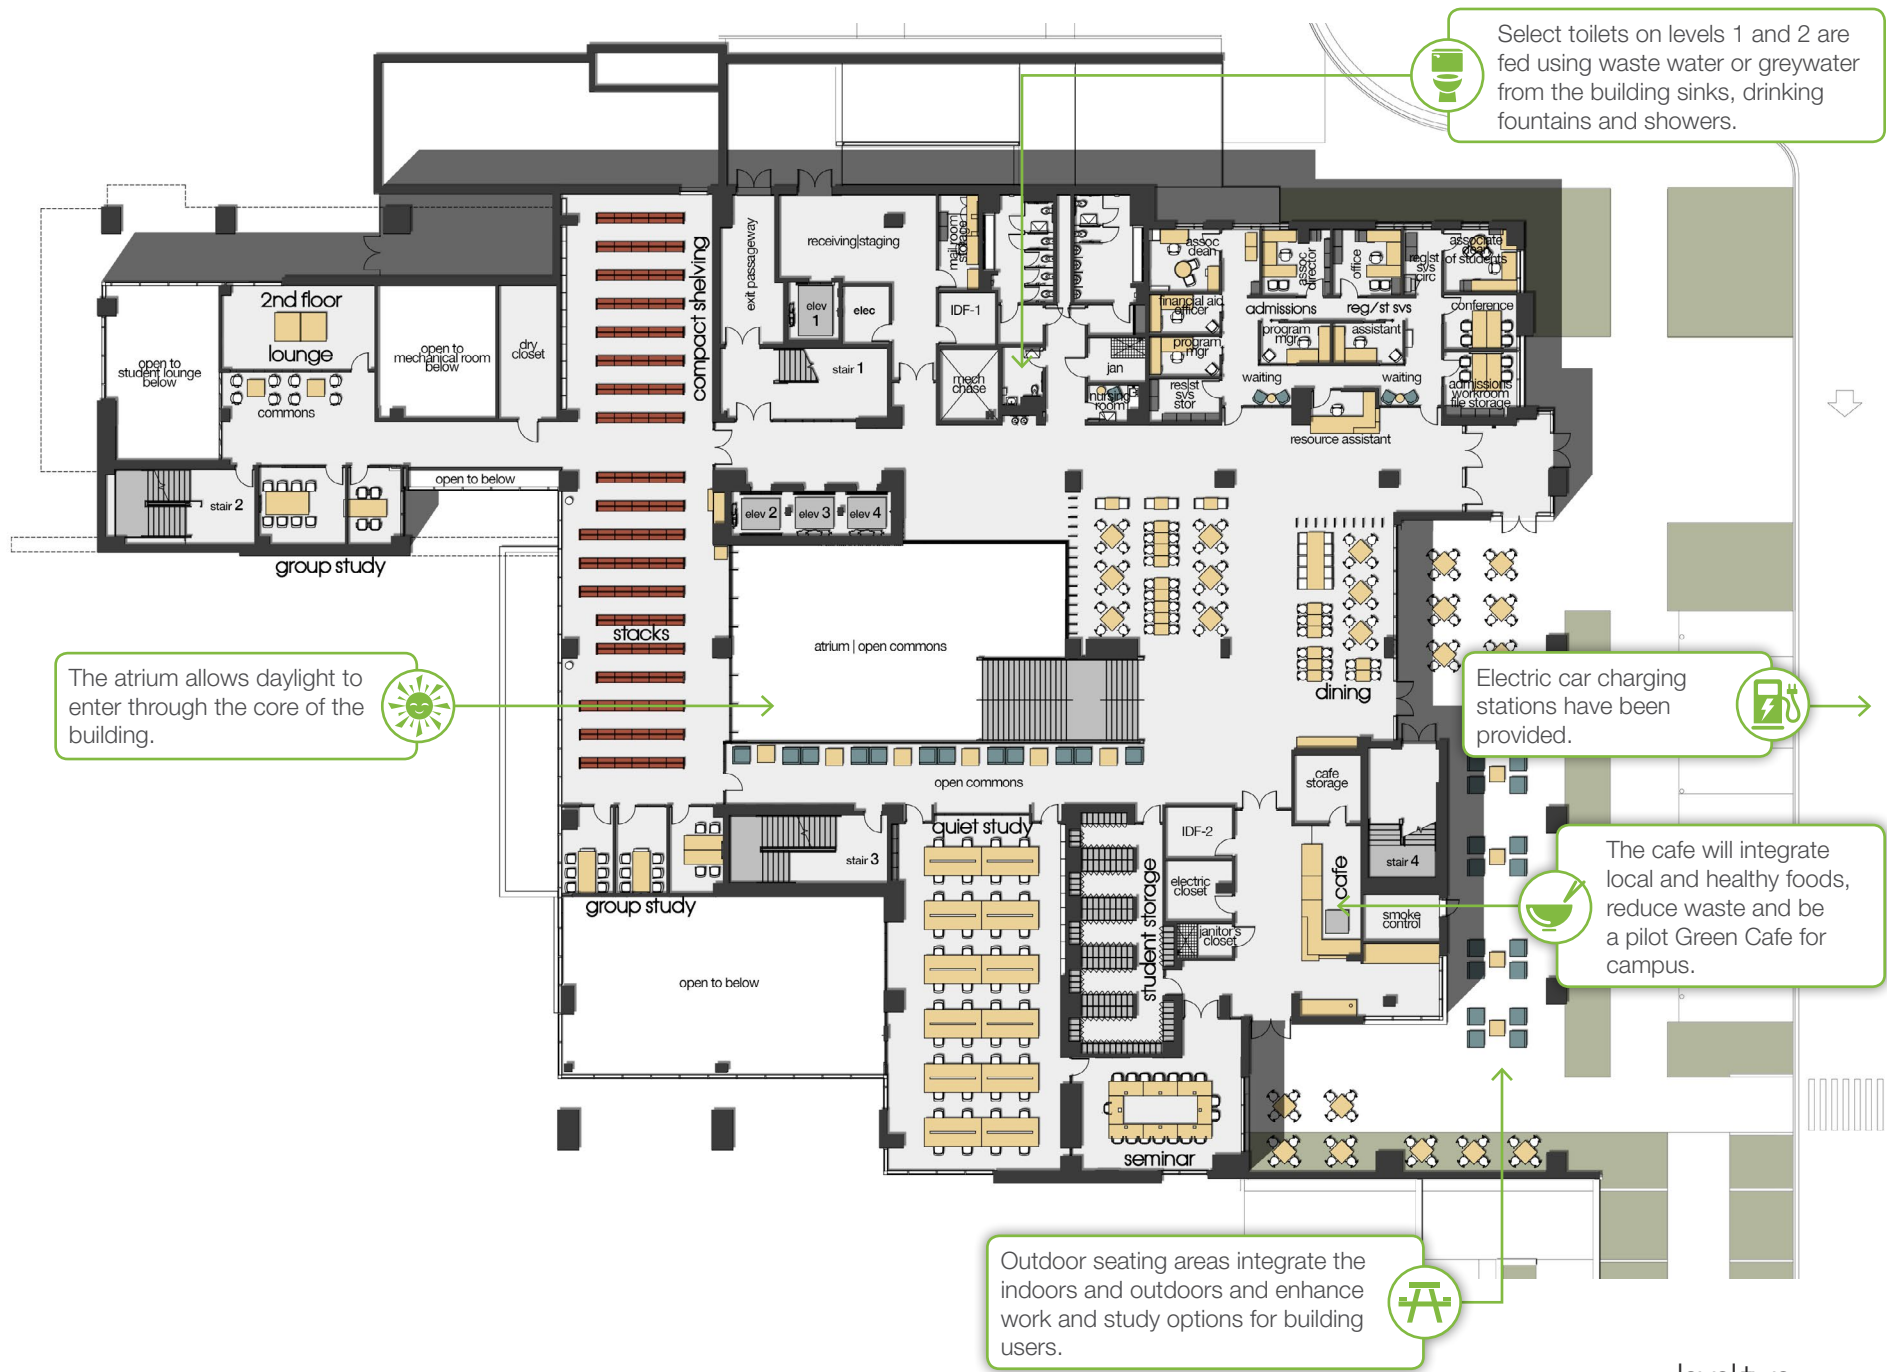 Select toilets on levels 1 and 2 are
fed using waste water or greywater
from the building sinks, drinking
fountains and showers.
exit passageway
receiving|staging
mail room
storage
assoc
dean
assoc
director
office
regist
svs
circ
associate
dean
of students
compact shelving
2nd floor
lounge
open to
student lounge
below
open to
mechanical room
below
dry
closet
elev
1
elec
IDF-1
financial aid
officer
admissions
reg/st svs
conference
program
mgr
assistant
program
mgr
stair 1
mech
chase
jan
nursing
room
resist
svs
stor
waiting
waiting
admissions
workroom
file storage
commons
resource assistant
open to below
stair 2
elev 2
elev 3
elev 4
group study
stacks
atrium | open commons
The atrium allows daylight to
enter through the core of the
building.
dining
Electric car charging
stations have been
provided.
open commons
cafe
storage
quiet study
IDF-2
stair 3
stair 4
student storage
electric
closet
cafe
The cafe will integrate
local and healthy foods,
reduce waste and be
a pilot Green Cafe for
campus.
group study
smoke
control
janitor's
closet
open to below
seminar
Outdoor seating areas integrate the
indoors and outdoors and enhance
work and study options for building
users.